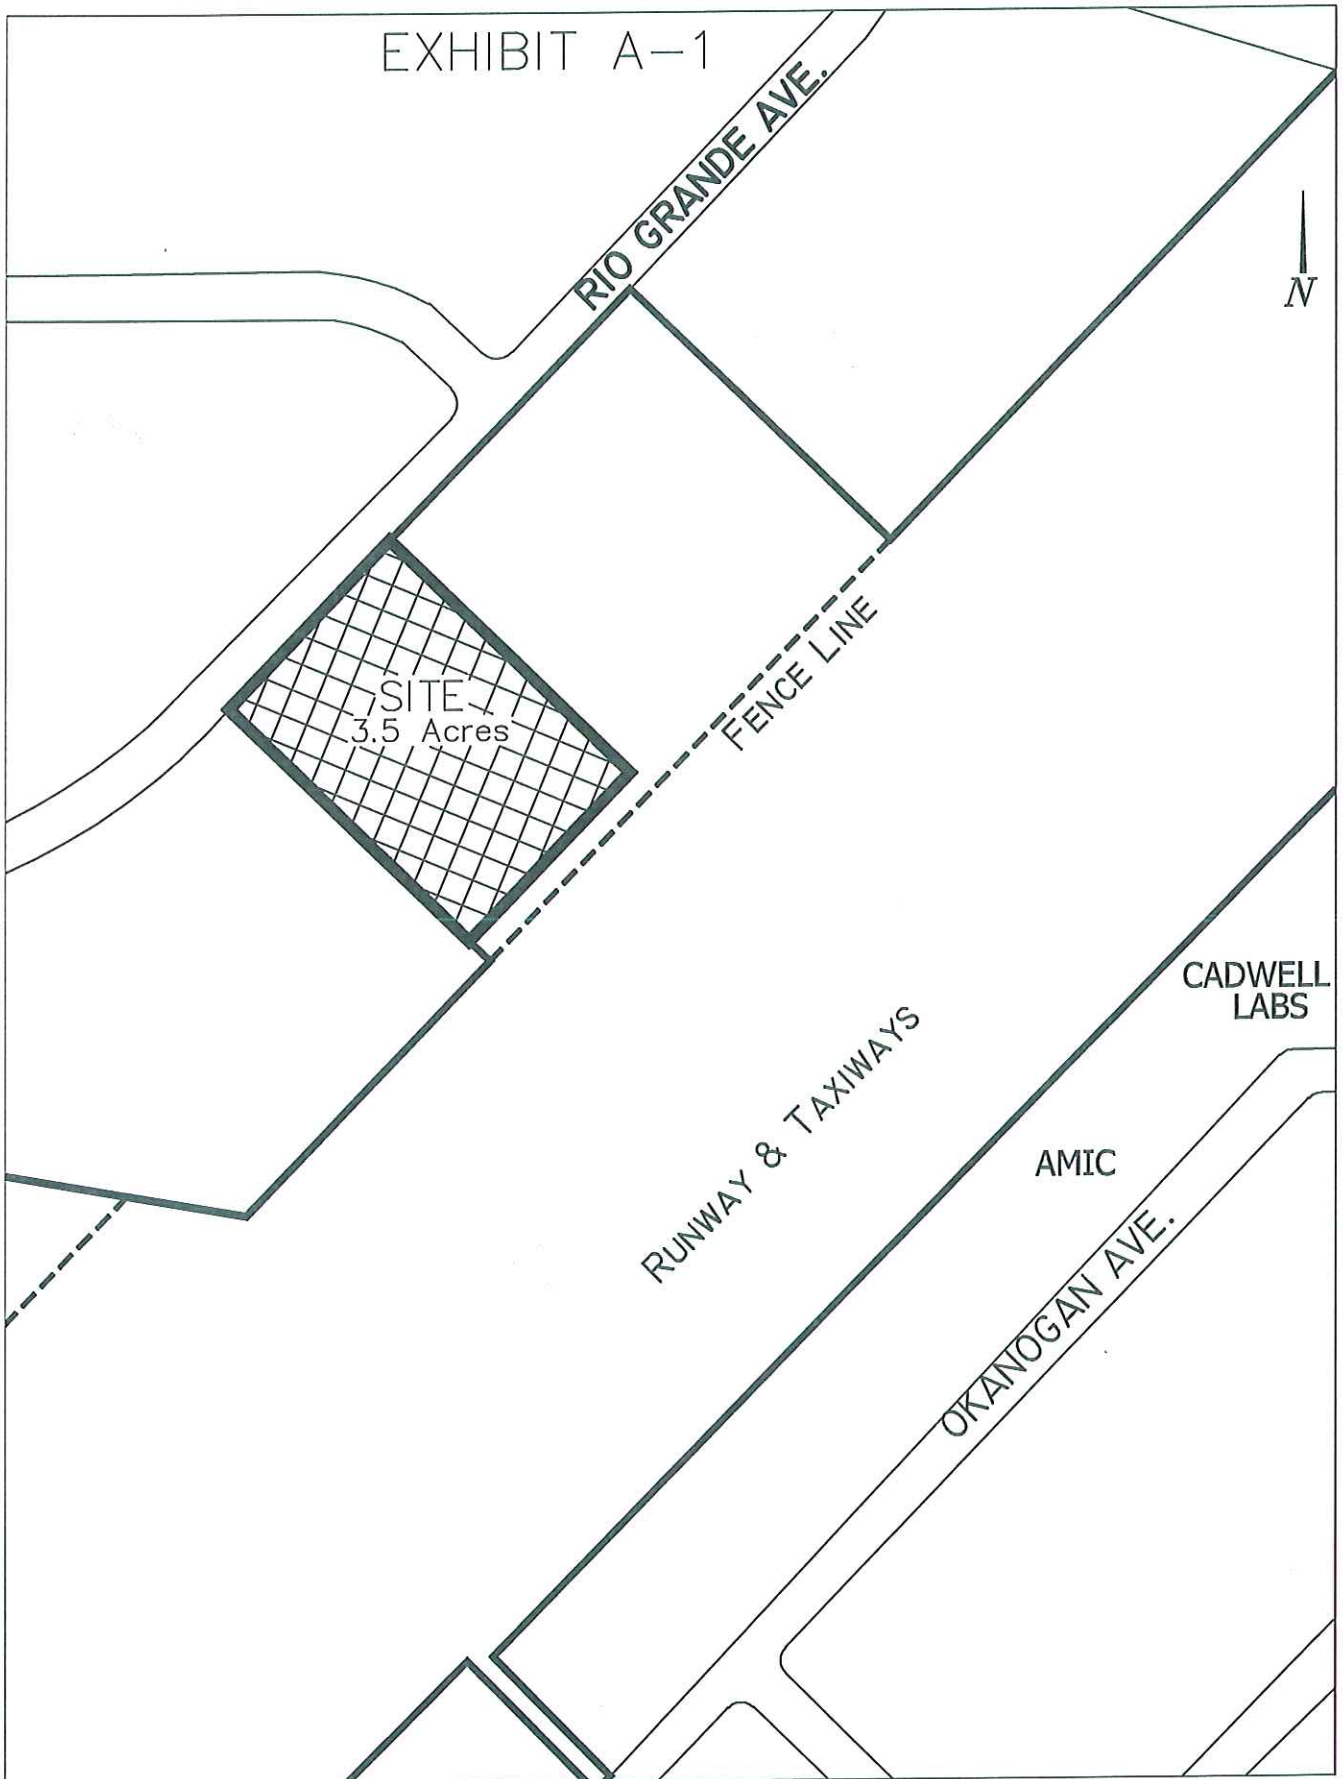 EXHIBIT A-1
RIO GRANDE AVE.
N
SITE
3.5 Acres
FENCE LINE
CADWELL
LABS
RUNWAY & TAXIWAYS
AMIC
OKANOGAN AVE.